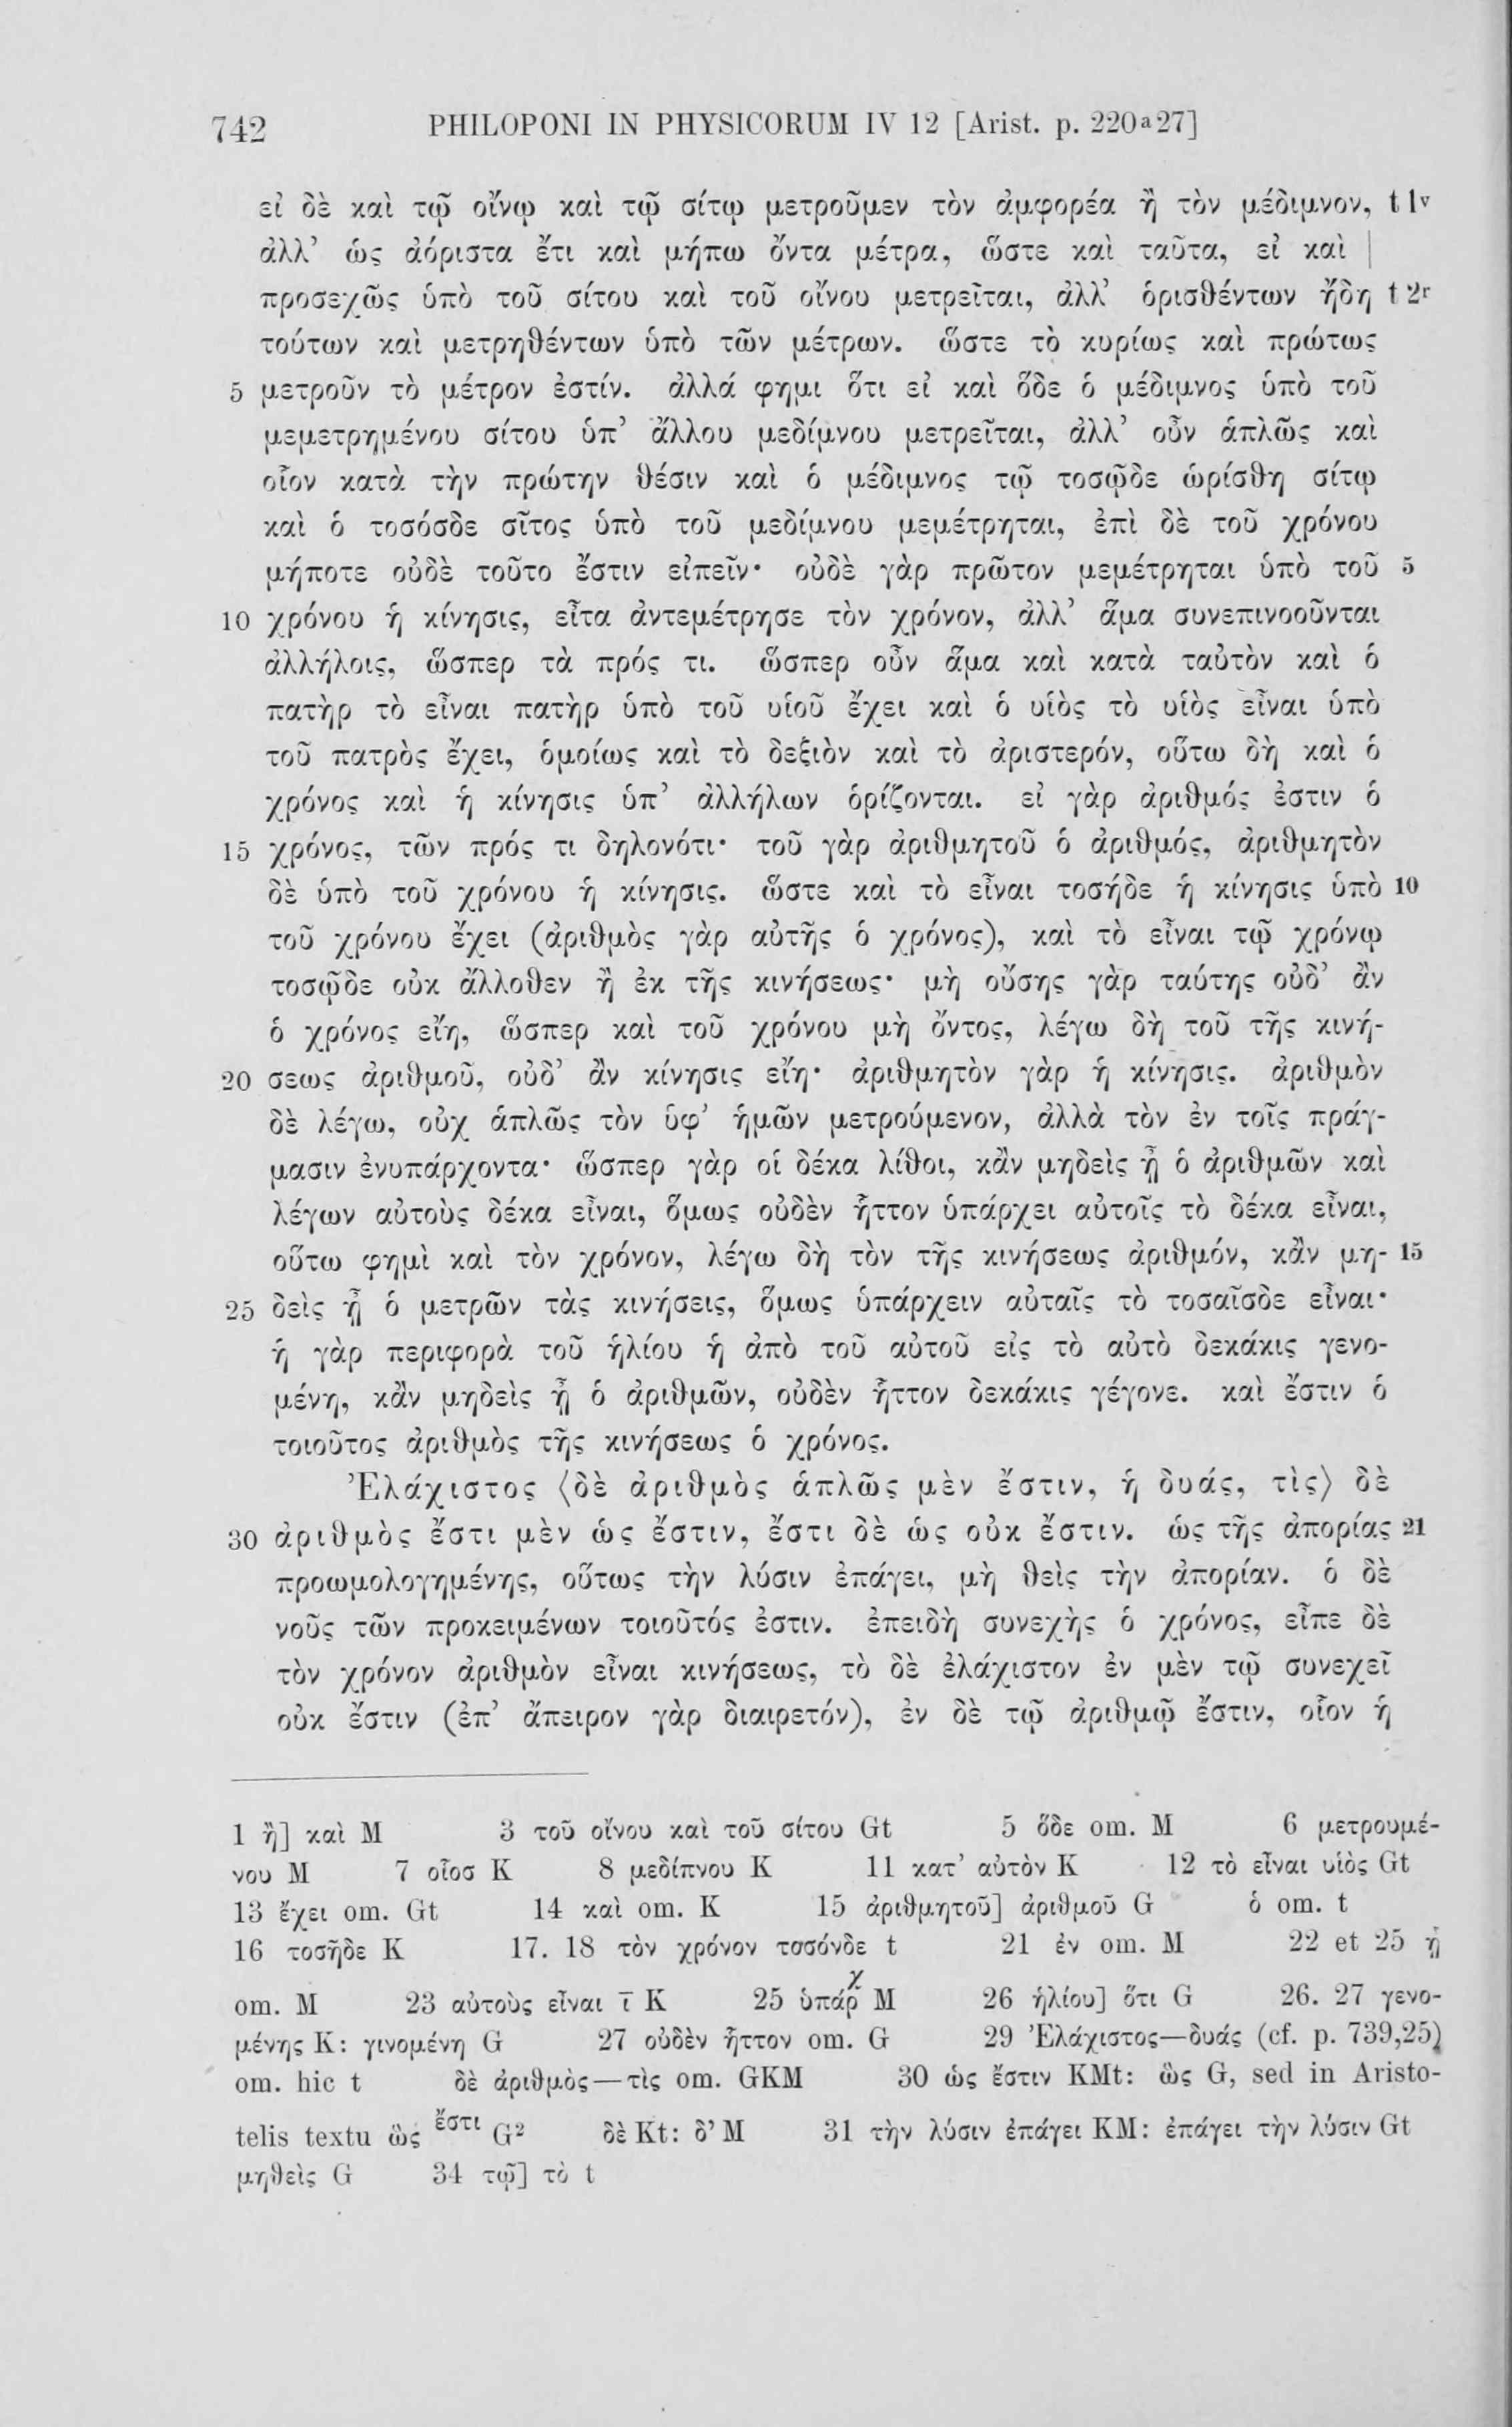 742 PHILOPONI IN PHYSICORUM IV 12 [Arist. p. 220ᵃ27]
εἰ δὲ καὶ τῷ οἴνῳ καὶ τῷ σίτῳ μετροῦμεν τὸν ἀμφορέα ἢ τὸν μέδιμνον, t 1ᵛ
ἀλλ’ ὡς ἀόριστα ἔτι καὶ μήπω ὄντα μέτρα, ὥστε καὶ ταῦτα, εἰ καὶ |
προσεχῶς ὑπὸ τοῦ σίτου καὶ τοῦ οἴνου μετρεῖται, ἀλλ’ ὁρισθέντων ἤδη t 2ʳ
τούτων καὶ μετρηθέντων ὑπὸ τῶν μέτρων. ὥστε τὸ κυρίως καὶ πρώτως
5 μετροῦν τὸ μέτρον ἐστίν. ἀλλά φημι ὅτι εἰ καὶ ὅδε ὁ μέδιμνος ὑπὸ τοῦ
μεμετρημένου σίτου ὑπ’ ἄλλου μεδίμνου μετρεῖται, ἀλλ’ οὖν ἁπλῶς καὶ
οἷον κατὰ τὴν πρώτην θέσιν καὶ ὁ μέδιμνος τῷ τοσῷδε ὡρίσθη σίτῳ
καὶ ὁ τοσόσδε σῖτος ὑπὸ τοῦ μεδίμνου μεμέτρηται, ἐπὶ δὲ τοῦ χρόνου
μήποτε οὐδὲ τοῦτο ἔστιν εἰπεῖν· οὐδὲ γὰρ πρῶτον μεμέτρηται ὑπὸ τοῦ 5
10 χρόνου ἡ κίνησις, εἶτα ἀντεμέτρησε τὸν χρόνον, ἀλλ’ ἅμα συνεπινοοῦνται
ἀλλήλοις, ὥσπερ τὰ πρός τι. ὥσπερ οὖν ἅμα καὶ κατὰ ταὐτὸν καὶ ὁ
πατὴρ τὸ εἶναι πατὴρ ὑπὸ τοῦ υἱοῦ ἔχει καὶ ὁ υἱὸς τὸ υἱὸς εἶναι ὑπὸ
τοῦ πατρὸς ἔχει, ὁμοίως καὶ τὸ δεξιὸν καὶ τὸ ἀριστερόν, οὕτω δὴ καὶ ὁ
χρόνος καὶ ἡ κίνησις ὑπ’ ἀλλήλων ὁρίζονται. εἰ γὰρ ἀριθμός ἐστιν ὁ
15 χρόνος, τῶν πρός τι δηλονότι· τοῦ γὰρ ἀριθμητοῦ ὁ ἀριθμός, ἀριθμητὸν
δὲ ὑπὸ τοῦ χρόνου ἡ κίνησις. ὥστε καὶ τὸ εἶναι τοσήδε ἡ κίνησις ὑπὸ 10
τοῦ χρόνου ἔχει (ἀριθμὸς γὰρ αὐτῆς ὁ χρόνος), καὶ τὸ εἶναι τῷ χρόνῳ
τοσῷδε οὐκ ἄλλοθεν ἢ ἐκ τῆς κινήσεως· μὴ οὔσης γὰρ ταύτης οὐδ’ ἂν
ὁ χρόνος εἴη, ὥσπερ καὶ τοῦ χρόνου μὴ ὄντος, λέγω δὴ τοῦ τῆς κινή-
20 σεως ἀριθμοῦ, οὐδ’ ἂν κίνησις εἴη· ἀριθμητὸν γὰρ ἡ κίνησις. ἀριθμὸν
δὲ λέγω, οὐχ ἁπλῶς τὸν ὑφ’ ἡμῶν μετρούμενον, ἀλλὰ τὸν ἐν τοῖς πράγ-
μασιν ἐνυπάρχοντα· ὥσπερ γὰρ οἱ δέκα λίθοι, κἂν μηδεὶς ᾖ ὁ ἀριθμῶν καὶ
λέγων αὐτοὺς δέκα εἶναι, ὅμως οὐδὲν ἧττον ὑπάρχει αὐτοῖς τὸ δέκα εἶναι,
οὕτω φημὶ καὶ τὸν χρόνον, λέγω δὴ τὸν τῆς κινήσεως ἀριθμόν, κἂν μη- 15
25 δεὶς ᾖ ὁ μετρῶν τὰς κινήσεις, ὅμως ὑπάρχειν αὐταῖς τὸ τοσαῖσδε εἶναι·
ἡ γὰρ περιφορὰ τοῦ ἡλίου ἡ ἀπὸ τοῦ αὐτοῦ εἰς τὸ αὐτὸ δεκάκις γενο-
μένη, κἂν μηδεὶς ᾖ ὁ ἀριθμῶν, οὐδὲν ἧττον δεκάκις γέγονε. καὶ ἔστιν ὁ
τοιοῦτος ἀριθμὸς τῆς κινήσεως ὁ χρόνος.
Ἐλάχιστος ⟨δὲ ἀριθμὸς ἁπλῶς μὲν ἔστιν, ἡ δυάς, τὶς⟩ δὲ
30 ἀριθμὸς ἔστι μὲν ὡς ἔστιν, ἔστι δὲ ὡς οὐκ ἔστιν. ὡς τῆς ἀπορίας 21
προωμολογημένης, οὕτως τὴν λύσιν ἐπάγει, μὴ θεὶς τὴν ἀπορίαν. ὁ δὲ
νοῦς τῶν προκειμένων τοιοῦτός ἐστιν. ἐπειδὴ συνεχὴς ὁ χρόνος, εἶπε δὲ
τὸν χρόνον ἀριθμὸν εἶναι κινήσεως, τὸ δὲ ἐλάχιστον ἐν μὲν τῷ συνεχεῖ
οὐκ ἔστιν (ἐπ’ ἄπειρον γὰρ διαιρετόν), ἐν δὲ τῷ ἀριθμῷ ἔστιν, οἷον ἡ
1 ἢ] καὶ M 3 τοῦ οἴνου καὶ τοῦ σίτου Gt 5 ὅδε om. M 6 μετρουμέ-
νου M 7 οἷοσ K 8 μεδίπνου K 11 κατ’ αὐτὸν K 12 τὸ εἶναι υἱὸς Gt
13 ἔχει om. Gt 14 καὶ om. K 15 ἀριθμητοῦ] ἀριθμοῦ G ὁ om. t
16 τοσῆδε K 17. 18 τὸν χρόνον τοσόνδε t 21 ἐν om. M 22 et 25 ᾖ
om. M 23 αὐτοὺς εἶναι ῑ K 25 ὑπάρχ M 26 ἡλίου] ὅτι G 26. 27 γενο-
μένης K: γινομένη G 27 οὐδὲν ἧττον om. G 29 Ἐλάχιστος—δυάς (cf. p. 739,25)
om. hic t δὲ ἀριθμὸς—τὶς om. GKM 30 ὡς ἔστιν KMt: ὣς G, sed in Aristo-
telis textu ὣς ἔστι G² δὲ Kt: δ’ M 31 τὴν λύσιν ἐπάγει KM: ἐπάγει τὴν λύσιν Gt
μηθεὶς G 34 τῷ] τὸ t